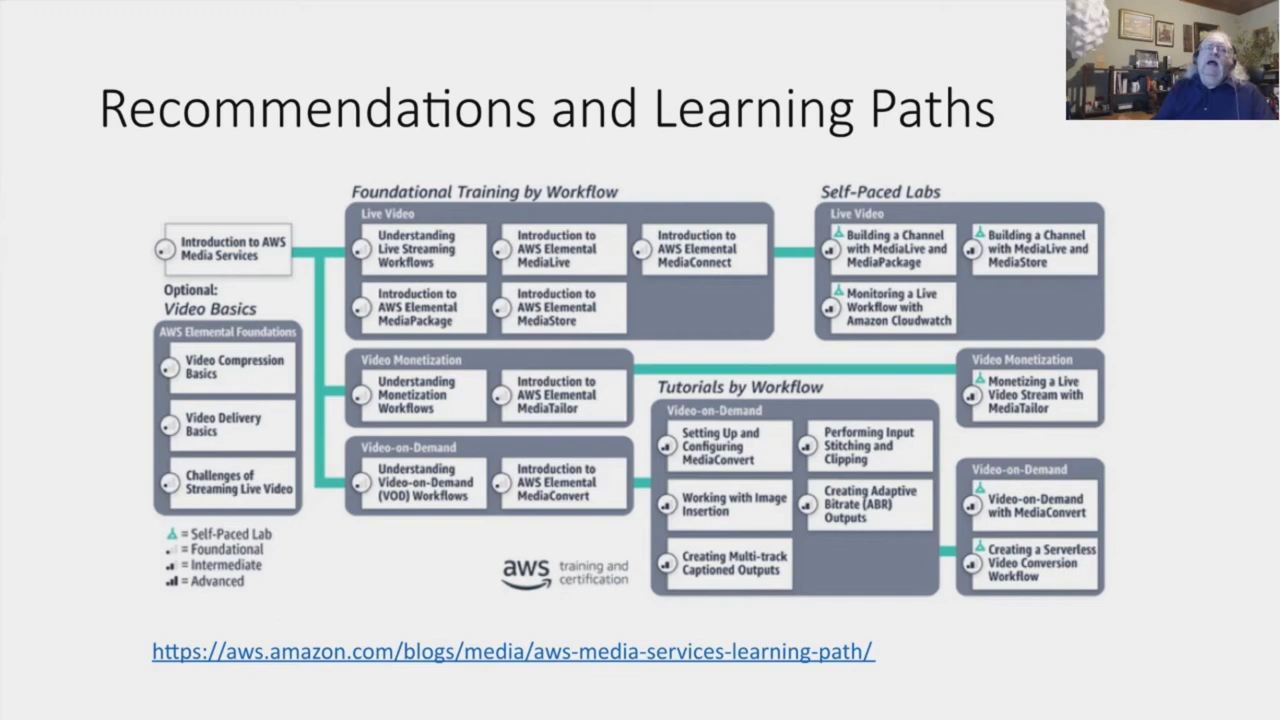 Recommendations and Learning Paths
Foundational Training by Workflow
Self-Paced Labs
Introduction to AWS
Media Services
Optional:
Video Basics
AWS Elemental Foundations
Video Compression
Basics
Video Delivery
Basics
Challenges of
Streaming Live Video
= Self-Paced Lab
= Foundational
= Intermediate
= Advanced
Live Video
Understanding
Live Streaming
Workflows
Introduction to
AWS Elemental
MediaLive
Introduction to
AWS Elemental
MediaConnect
Introduction to
AWS Elemental
MediaPackage
Introduction to
AWS Elemental
MediaStore
Video Monetization
Understanding
Monetization
Workflows
Introduction to
AWS Elemental
MediaTailor
Video-on-Demand
Understanding
Video-on-Demand
(VOD) Workflows
Introduction to
AWS Elemental
MediaConvert
Tutorials by Workflow
Video-on-Demand
Setting Up and
Configuring
MediaConvert
Performing Input
Stitching and
Clipping
Working with Image
Insertion
Creating Adaptive
Bitrate (ABR)
Outputs
Creating Multi-track
Captioned Outputs
Live Video
Building a Channel
with MediaLive and
MediaPackage
Building a Channel
with MediaLive and
MediaStore
Monitoring a Live
Workflow with
Amazon Cloudwatch
Video Monetization
Monetizing a Live
Video Stream with
MediaTailor
Video-on-Demand
Video-on-Demand
with MediaConvert
Creating a Serverless
Video Conversion
Workflow
aws training and
certification
https://aws.amazon.com/blogs/media/aws-media-services-learning-path/